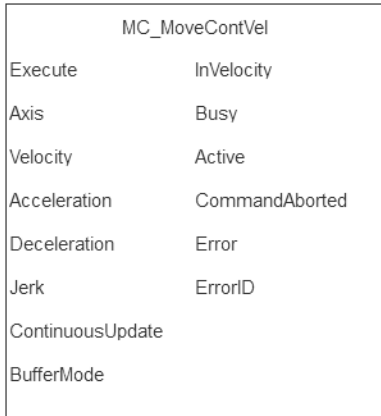 MC_MoveContVel
Execute InVelocity
Axis Busy
Velocity Active
Acceleration CommandAborted
Deceleration Error
Jerk ErrorID
ContinuousUpdate
BufferMode